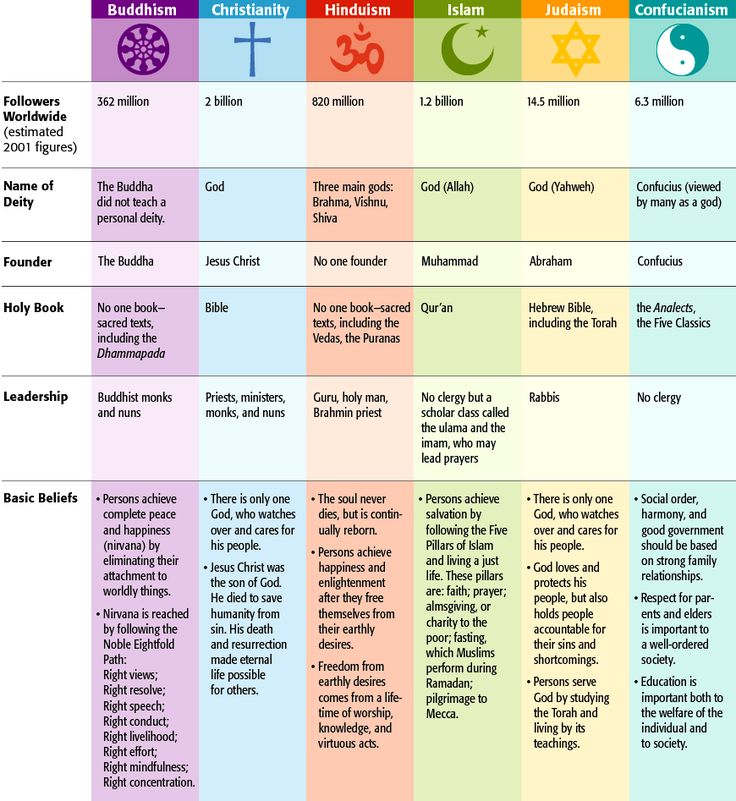 Buddhism
Christianity
Hinduism
Islam
Judaism
Confucianism
Followers
Worldwide
(estimated
2001 figures)
362 million
2 billion
820 million
1.2 billion
14.5 million
6.3 million
Name of
Deity
The Buddha
did not teach a
personal deity.
God
Three main gods:
Brahma, Vishnu,
Shiva
God (Allah)
God (Yahweh)
Confucius (viewed
by many as a god)
Founder
The Buddha
Jesus Christ
No one founder
Muhammad
Abraham
Confucius
Holy Book
No one book–
sacred texts,
including the
Dhammapada
Bible
No one book–sacred
texts, including the
Vedas, the Puranas
Qur'an
Hebrew Bible,
including the Torah
the Analects,
the Five Classics
Leadership
Buddhist monks
and nuns
Priests, ministers,
monks, and nuns
Guru, holy man,
Brahmin priest
No clergy but a
scholar class called
the ulama and the
imam, who may
lead prayers
Rabbis
No clergy
Basic Beliefs
• Persons achieve
complete peace
and happiness
(nirvana) by
eliminating their
attachment to
worldly things.
• Nirvana is reached
by following the
Noble Eightfold
Path:
Right views;
Right resolve;
Right speech;
Right conduct;
Right livelihood;
Right effort;
Right mindfulness;
Right concentration.
• There is only one
God, who watches
over and cares for
his people.
• Jesus Christ was
the son of God.
He died to save
humanity from
sin. His death
and resurrection
made eternal
life possible
for others.
• The soul never
dies, but is contin-
ually reborn.
• Persons achieve
happiness and
enlightenment
after they free
themselves from
their earthly
desires.
• Freedom from
earthly desires
comes from a life-
time of worship,
knowledge, and
virtuous acts.
• Persons achieve
salvation by
following the Five
Pillars of Islam
and living a just
life. These pillars
are: faith; prayer;
almsgiving, or
charity to the
poor; fasting,
which Muslims
perform during
Ramadan;
pilgrimage to
Mecca.
• There is only one
God, who watches
over and cares for
his people.
• God loves and
protects his
people, but also
holds people
accountable for
their sins and
shortcomings.
• Persons serve
God by studying
the Torah and
living by its
teachings.
• Social order,
harmony, and
good government
should be based
on strong family
relationships.
• Respect for par-
ents and elders
is important to
a well-ordered
society.
• Education is
important both to
the welfare of the
individual and
to society.